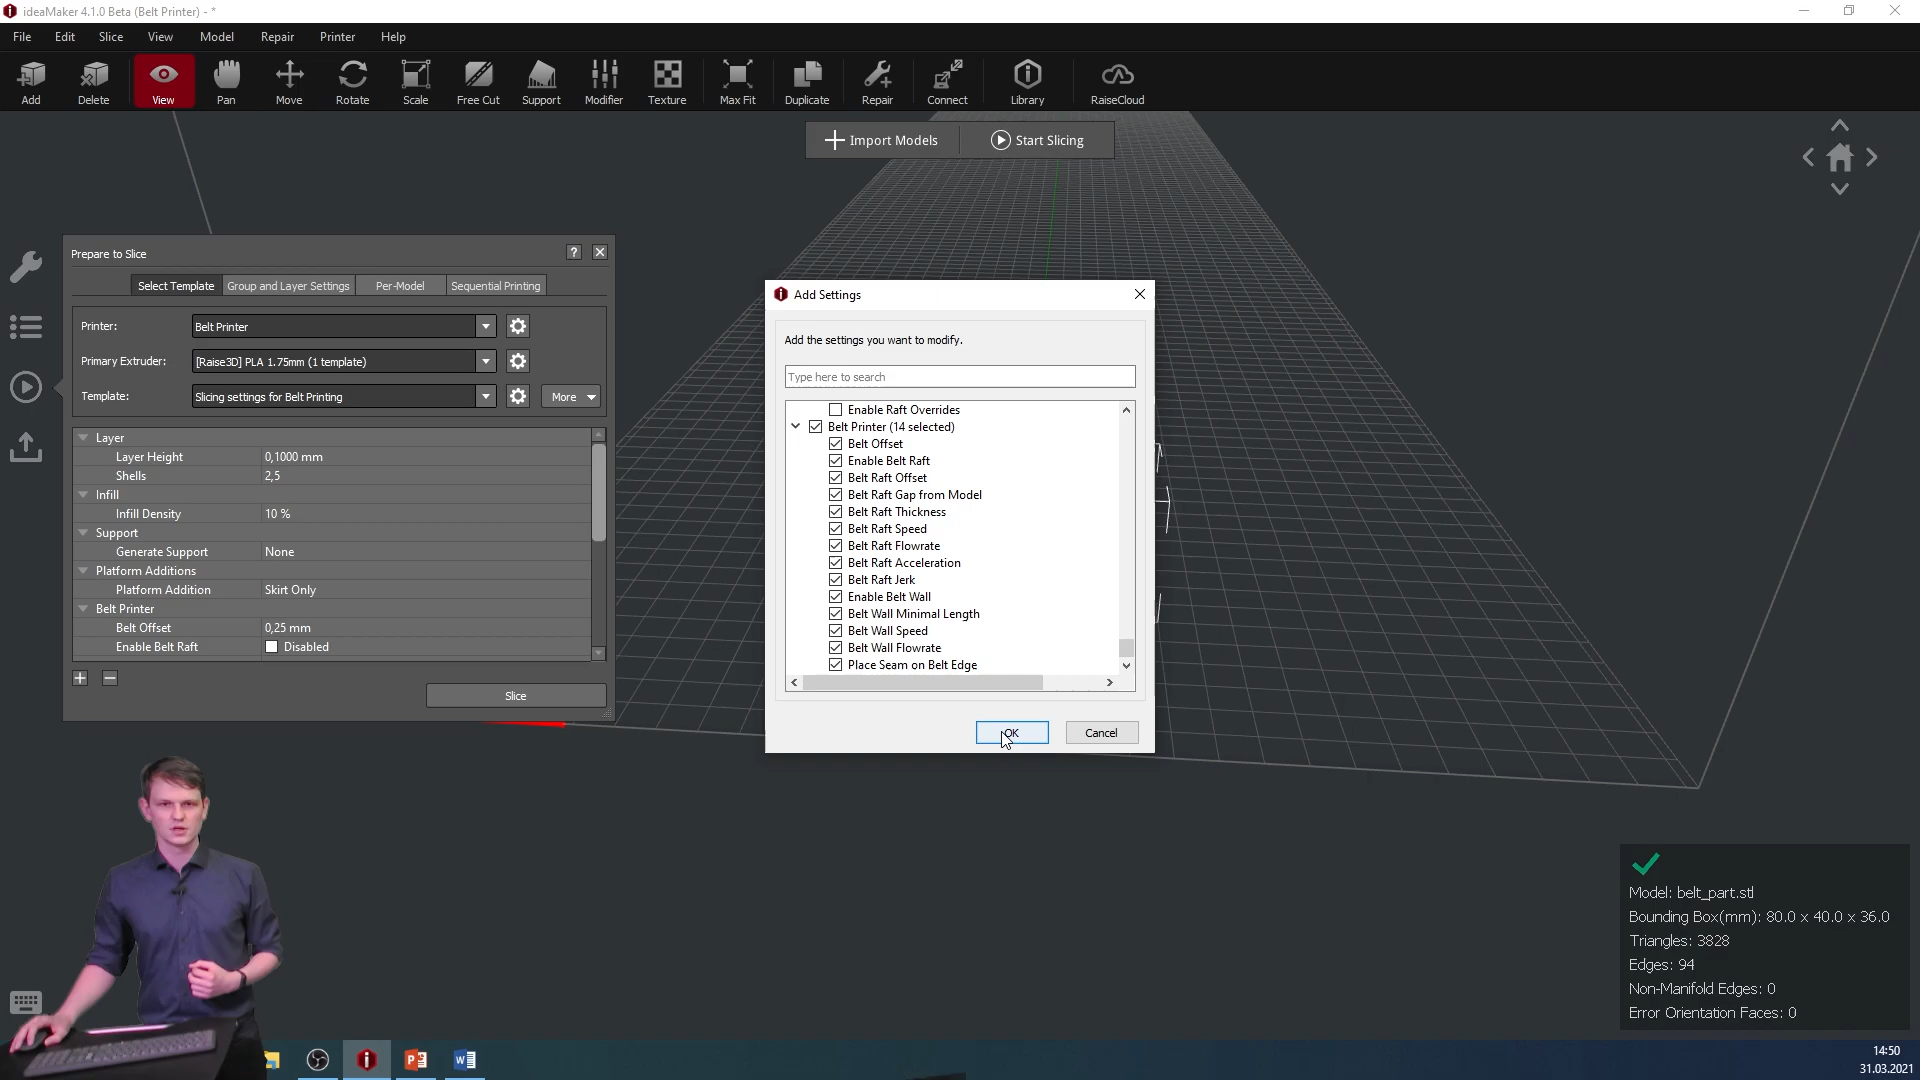 ideaMaker 4.1.0 Beta (Belt Printer) - *
File Edit Slice View Model Repair Printer Help
Add Delete View Pan Move Rotate Scale Free Cut Support Modifier Texture Max Fit Duplicate Repair Connect Library RaiseCloud
Import Models Start Slicing
Prepare to Slice ?
Select Template Group and Layer Settings Per-Model Sequential Printing
Printer: Belt Printer
Primary Extruder: [Raise3D] PLA 1.75mm (1 template)
Template: Slicing settings for Belt Printing More
Layer
Layer Height 0,1000 mm
Shells 2,5
Infill
Infill Density 10 %
Support
Generate Support None
Platform Additions
Platform Addition Skirt Only
Belt Printer
Belt Offset 0,25 mm
Enable Belt Raft Disabled
Slice
Add Settings
Add the settings you want to modify.
Type here to search
Enable Raft Overrides
Belt Printer (14 selected)
Belt Offset
Enable Belt Raft
Belt Raft Offset
Belt Raft Gap from Model
Belt Raft Thickness
Belt Raft Speed
Belt Raft Flowrate
Belt Raft Acceleration
Belt Raft Jerk
Enable Belt Wall
Belt Wall Minimal Length
Belt Wall Speed
Belt Wall Flowrate
Place Seam on Belt Edge
OK Cancel
Model: belt_part.stl
Bounding Box(mm): 80.0 x 40.0 x 36.0
Triangles: 3828
Edges: 94
Non-Manifold Edges: 0
Error Orientation Faces: 0
14:50
31.03.2021